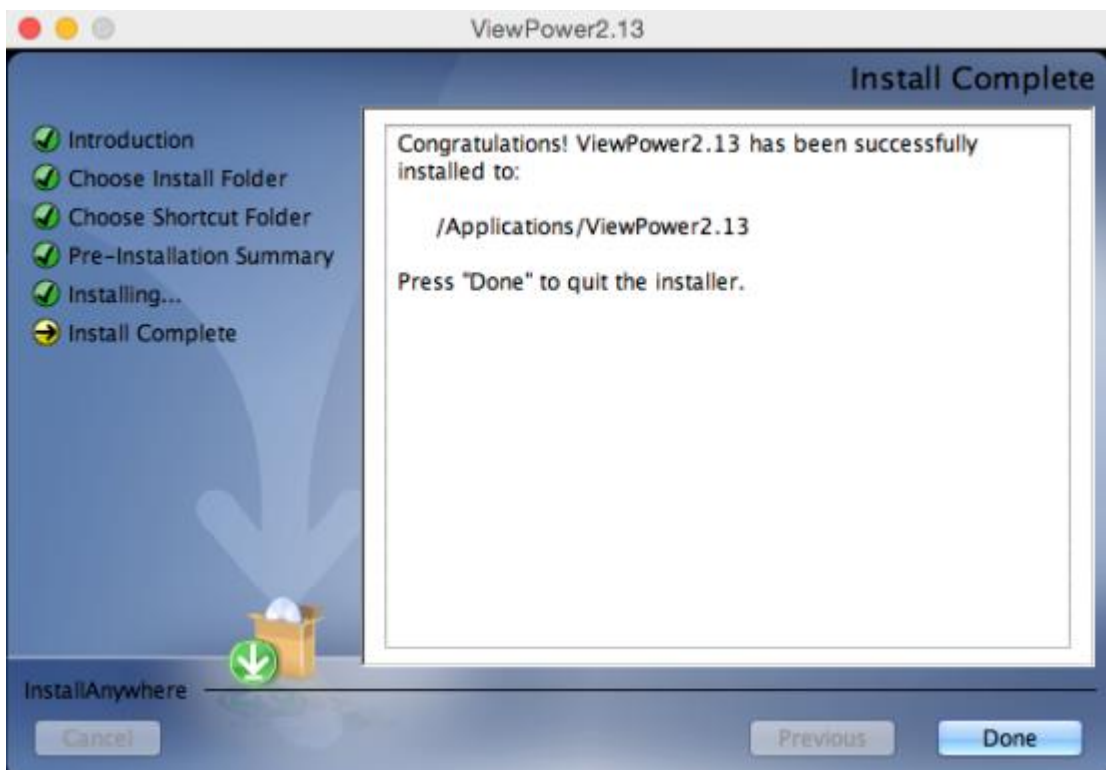 ViewPower2.13
Install Complete
Introduction
Choose Install Folder
Choose Shortcut Folder
Pre-Installation Summary
Installing...
Install Complete
Congratulations! ViewPower2.13 has been successfully
installed to:
/Applications/ViewPower2.13
Press "Done" to quit the installer.
InstallAnywhere
Cancel
Previous
Done